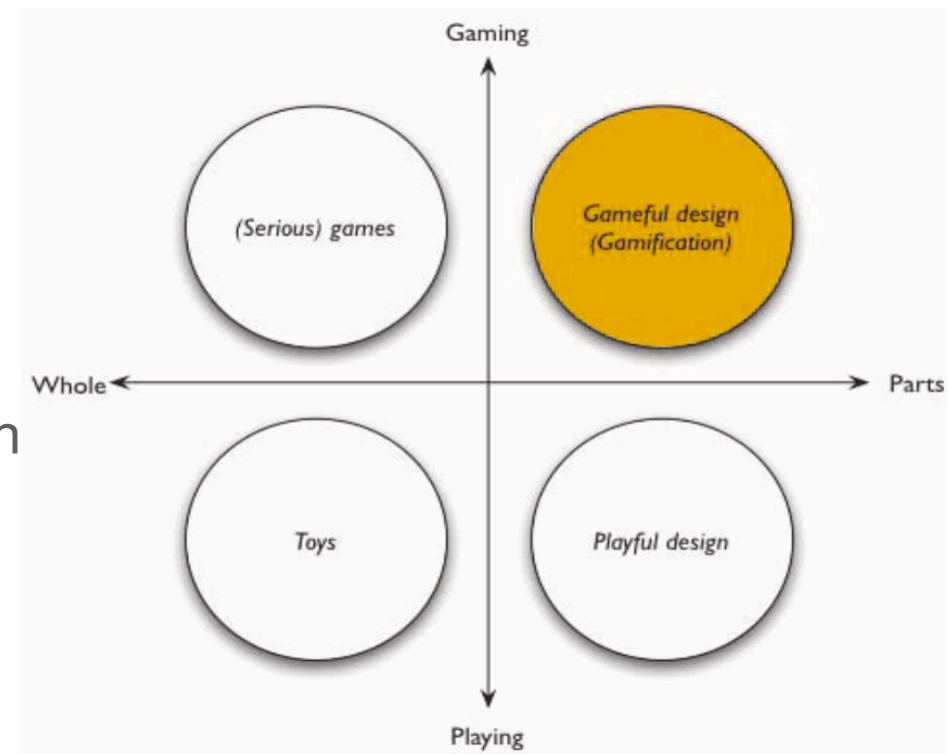 Gaming
(Serious) games
Gameful design
(Gamification)
Whole
Parts
n
Toys
Playful design
Playing